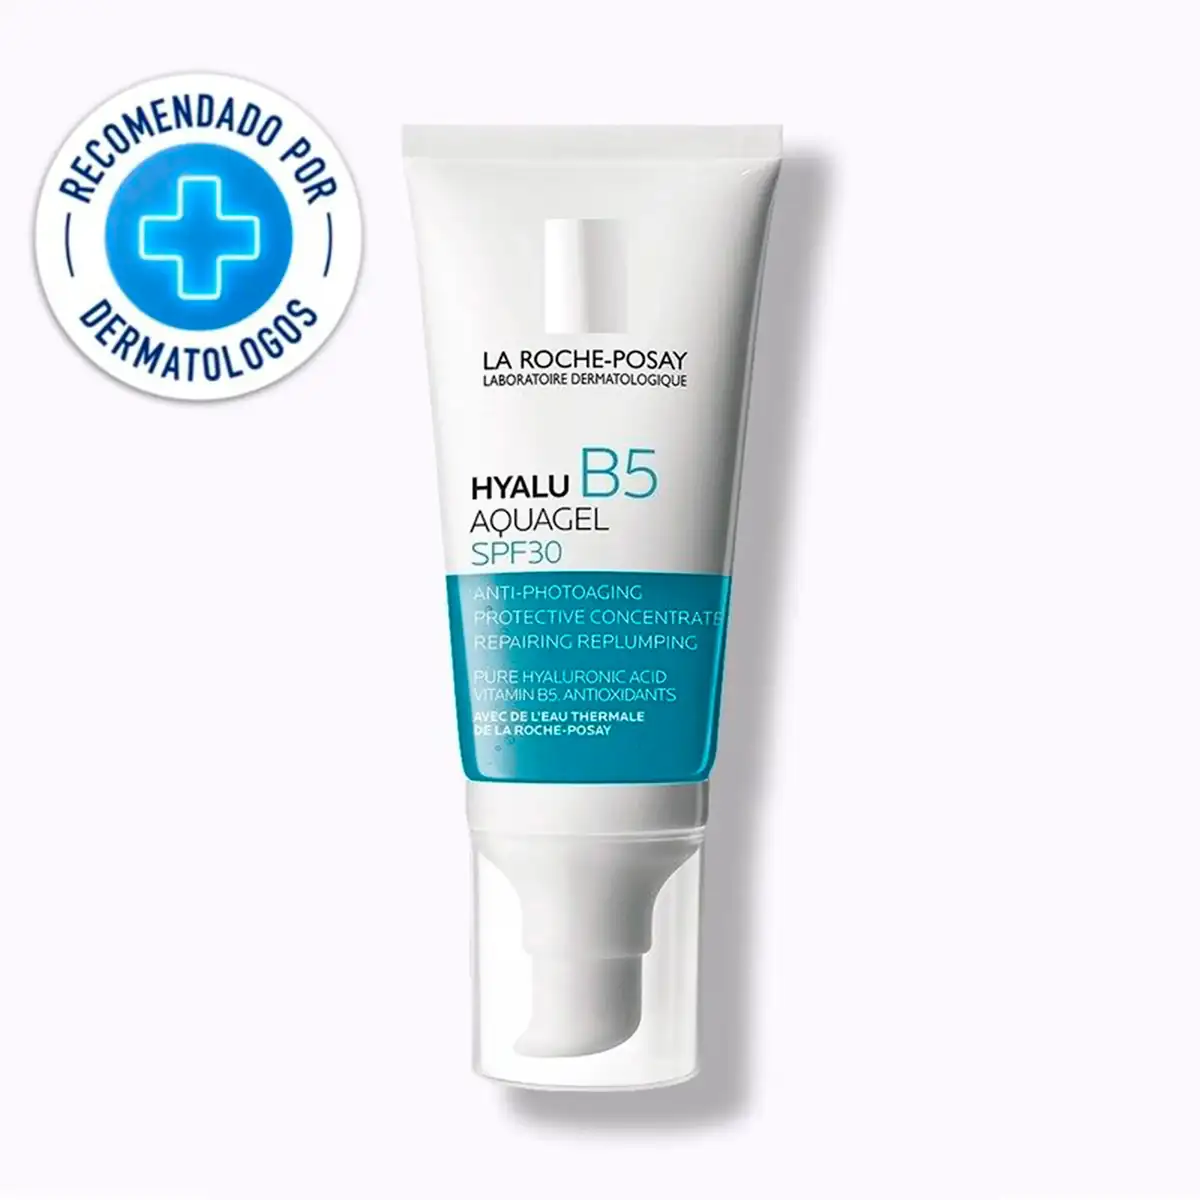 RECOMENDADO POR
DERMATOLOGOS
LA ROCHE-POSAY
LABORATOIRE DERMATOLOGIQUE
HYALU B5
AQUAGEL
SPF30
ANTI-PHOTOAGING
PROTECTIVE CONCENTRATE
REPAIRING REPLUMPING
PURE HYALURONIC ACID
VITAMIN B5. ANTIOXIDANTS
AVEC DE L'EAU THERMALE
DE LA ROCHE-POSAY